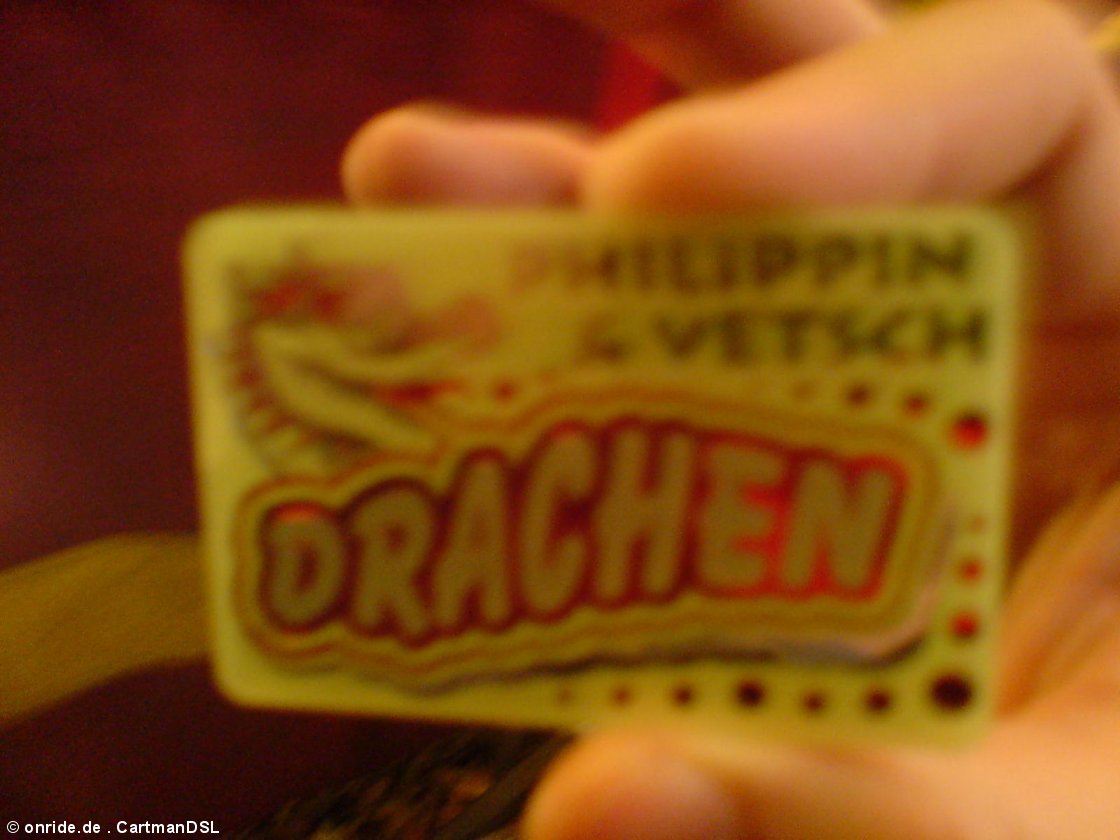 PHILIPPIN
& VETSCH
DRACHEN
© onride.de . CartmanDSL